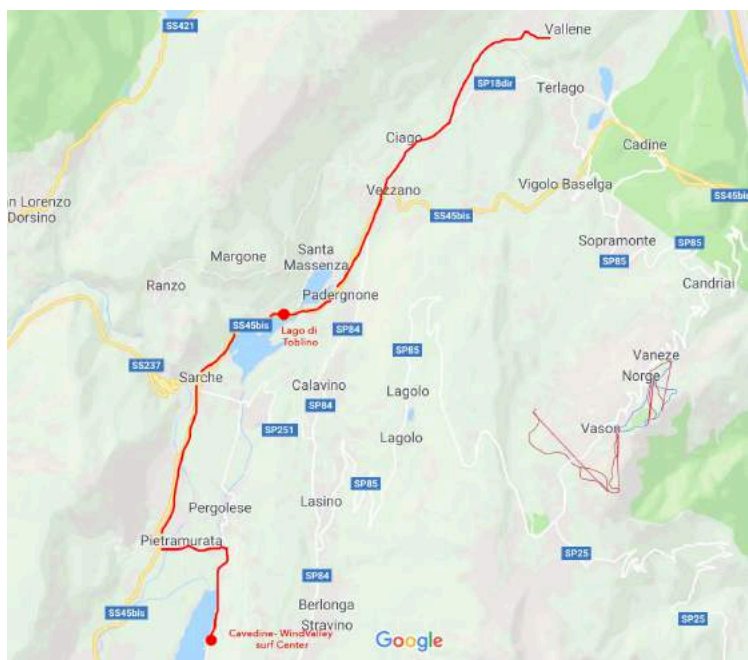 SS421
Vallene
SP18dir
Terlago
Ciago
Cadine
Vezzano
Vigolo Baselga
an Lorenzo
Dorsino
SS45bis
SS45bis
Sopramonte
SP85
SP85
Margone
Santa
Massenza
Ranzo
Candriai
Padergnone
SS45bis
Lago di
Toblino
SP84
SP85
Vaneze
SS237
Sarche
Norge
Calavino
Lagolo
SP84
SP251
Vason
Lagolo
SP85
Lasino
Pergolese
Pietramurata
SP25
SP84
SS45bis
Berlonga
Stravino
SP25
Cavedine- WindValley
surf Center
Google